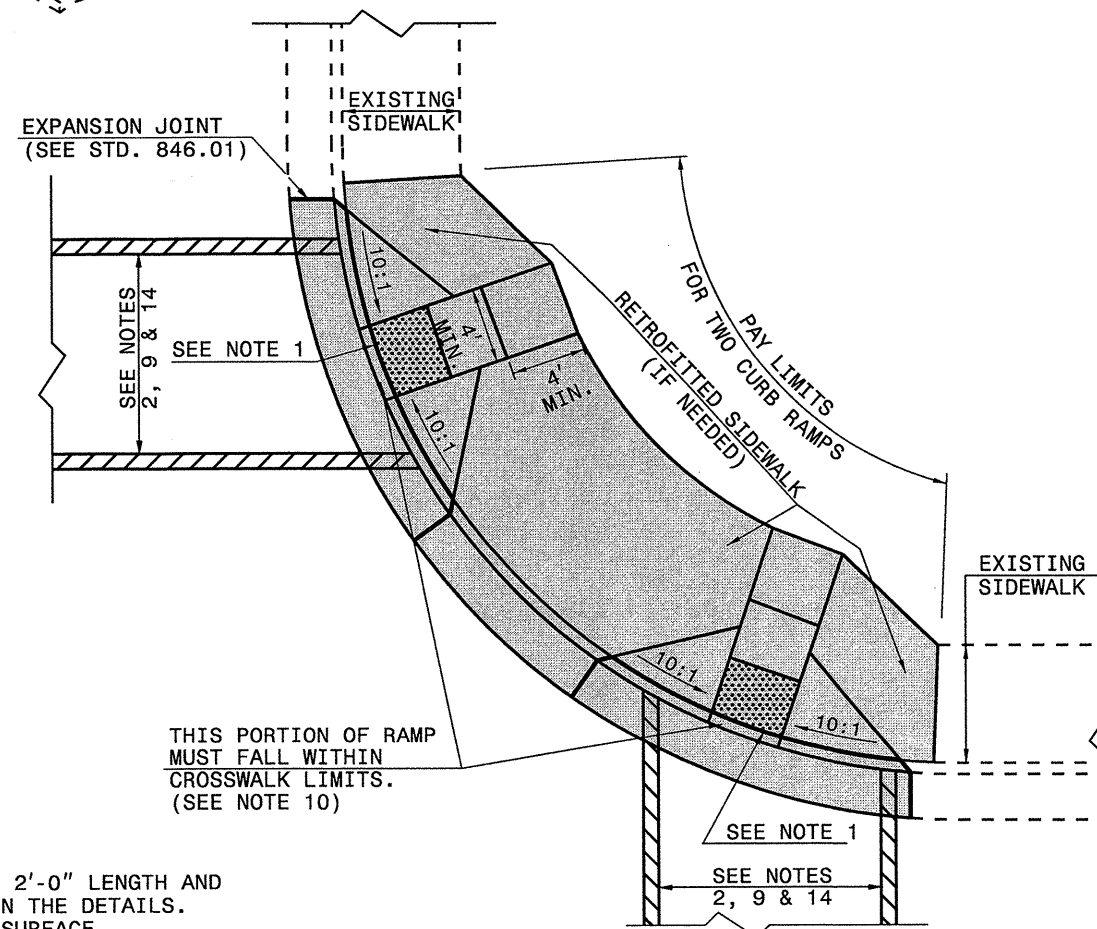 EXISTING
SIDEWALK
EXPANSION JOINT
(SEE STD. 846.01)
10:1
SEE NOTES
2, 9 & 14
SEE NOTE 1
4'
MIN
4'
MIN.
10:1
PAY LIMITS
FOR TWO CURB RAMPS
RETROFITTED SIDEWALK
(IF NEEDED)
EXISTING
SIDEWALK
10:1
10:1
THIS PORTION OF RAMP
MUST FALL WITHIN
CROSSWALK LIMITS.
(SEE NOTE 10)
SEE NOTE 1
SEE NOTES
2, 9 & 14
2'-0" LENGTH AND
N THE DETAILS.
SURFACE